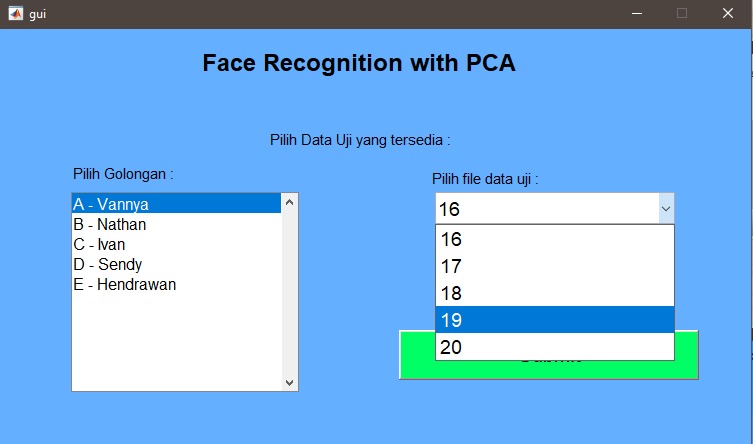 gui
Face Recognition with PCA
Pilih Data Uji yang tersedia :
Pilih Golongan :
A - Vannya
B - Nathan
C - Ivan
D - Sendy
E - Hendrawan
Pilih file data uji :
16
16
17
18
19
20